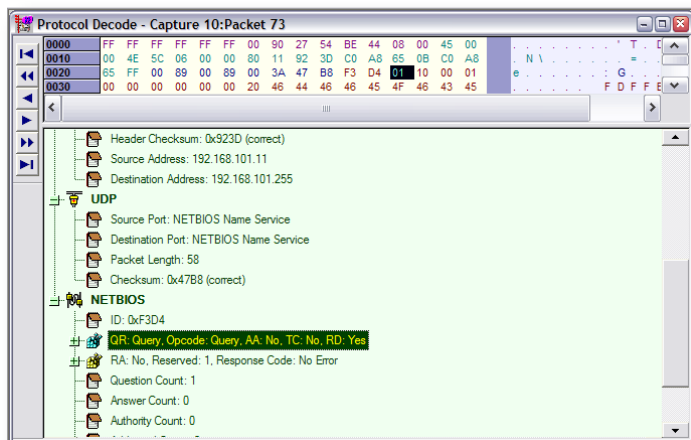 Protocol Decode - Capture 10:Packet 73
0000 FF FF FF FF FF FF 00 90 27 54 BE 44 08 00 45 00 . . . . . . . . ' T . D
0010 00 4E 5C 06 00 00 80 11 92 3D C0 A8 65 0B C0 A8 . N \ . . . . . . = . .
0020 65 FF 00 89 00 89 00 3A 47 B8 F3 D4 01 10 00 01 e . . . . . . : G . . .
0030 00 00 00 00 00 00 20 46 44 46 46 45 4F 46 43 45 . . . . . . . F D F F E
Header Checksum: 0x923D (correct)
Source Address: 192.168.101.11
Destination Address: 192.168.101.255
UDP
Source Port: NETBIOS Name Service
Destination Port: NETBIOS Name Service
Packet Length: 58
Checksum: 0x47B8 (correct)
NETBIOS
ID: 0xF3D4
QR: Query, Opcode: Query, AA: No, TC: No, RD: Yes
RA: No, Reserved: 1, Response Code: No Error
Question Count: 1
Answer Count: 0
Authority Count: 0